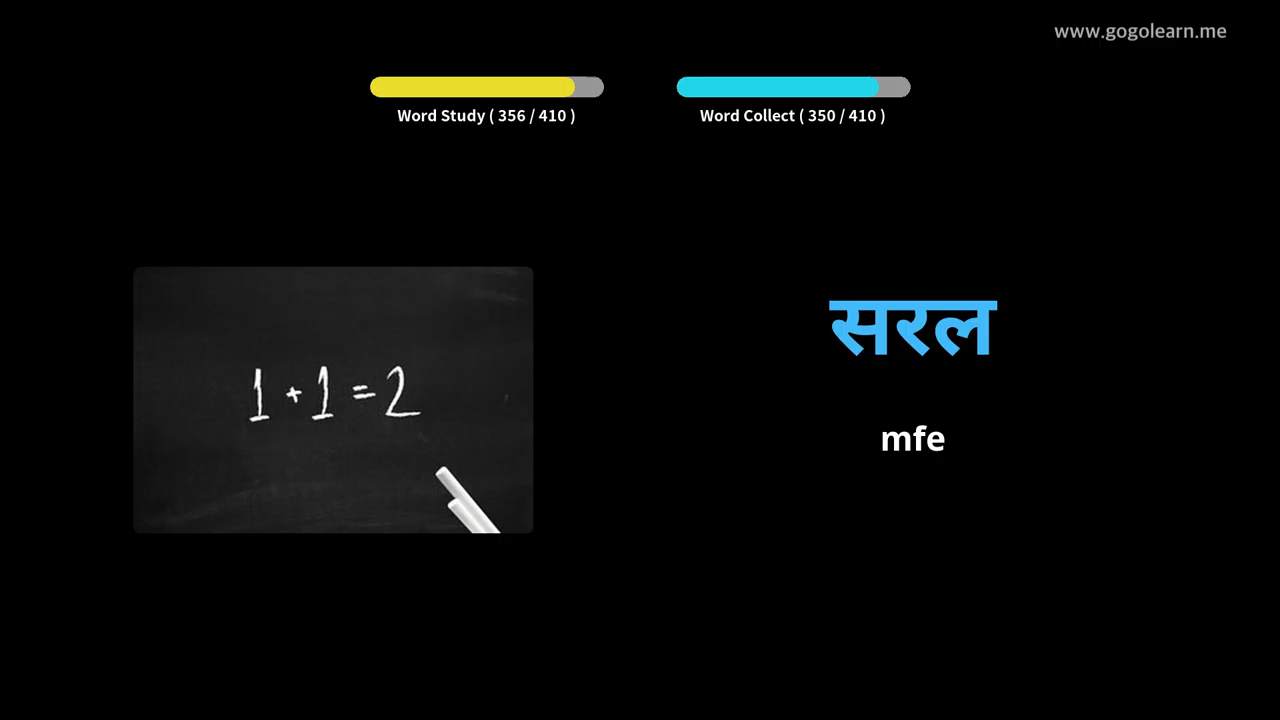 www.gogolearn.me
Word Study ( 356 / 410 )
Word Collect ( 350 / 410 )
1 + 1 = 2
सरल
mfe